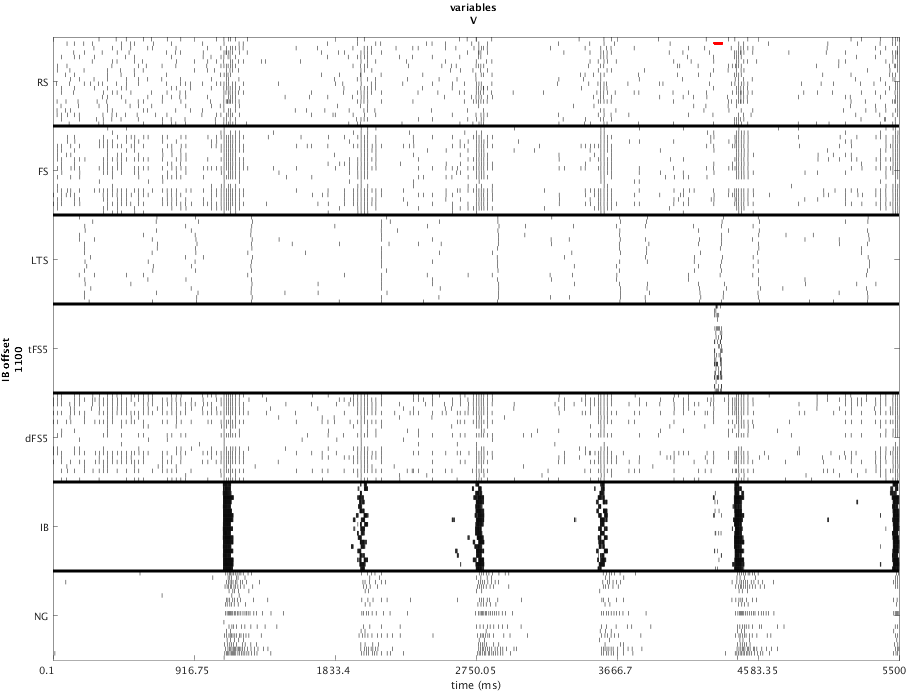 variables
V
RS
FS
LTS
tFS5
dFS5
IB
NG
IB offset
1100
0.1 916.75 1833.4 2750.05 3666.7 4583.35 5500
time (ms)